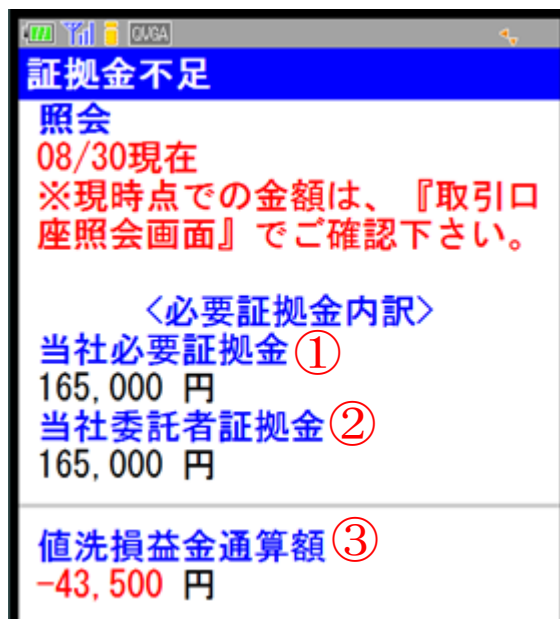 QVGA
証拠金不足
照会
08/30現在
※現時点での金額は、『取引口
座照会画面』でご確認下さい。
<必要証拠金内訳>
当社必要証拠金①
165,000 円
当社委託者証拠金②
165,000 円
値洗損益金通算額③
-43,500 円